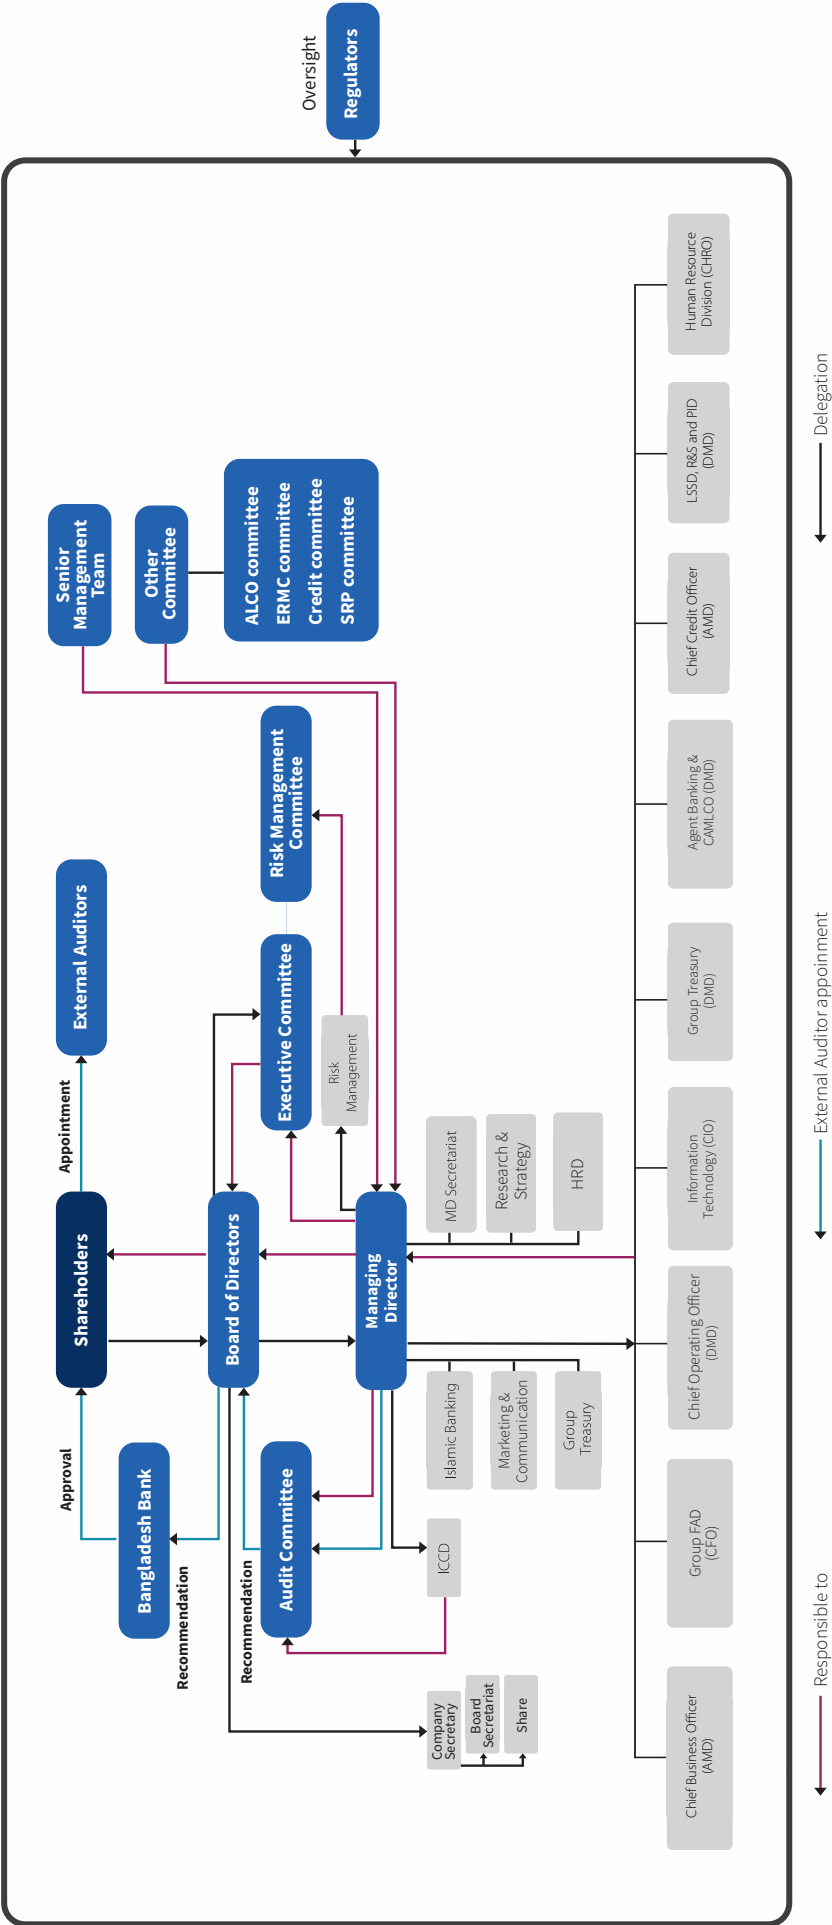 Oversight
Regulators
Shareholders
Approval
Appointment
External Auditors
Senior
Management
Team
Bangladesh Bank
Recommendation
Board of Directors
Other
Committee
ALCO committee
ERMC committee
Credit committee
SRP committee
Recommendation
Audit Committee
Executive Committee
Risk Management
Committee
Risk
Management
Managing
Director
Company
Secretary
Board
Secretariat
Share
ICCD
Islamic Banking
Marketing &
Communication
Group
Treasury
MD Secretariat
Research &
Strategy
HRD
Chief Business Officer
(AMD)
Group FAD
(CFO)
Chief Operating Officer
(DMD)
Information
Technology (CIO)
Group Treasury
(DMD)
Agent Banking &
CAMLCO (DMD)
Chief Credit Officer
(AMD)
LSSD, R&S and PID
(DMD)
Human Resource
Division (CHRO)
Responsible to
External Auditor appoinment
Delegation